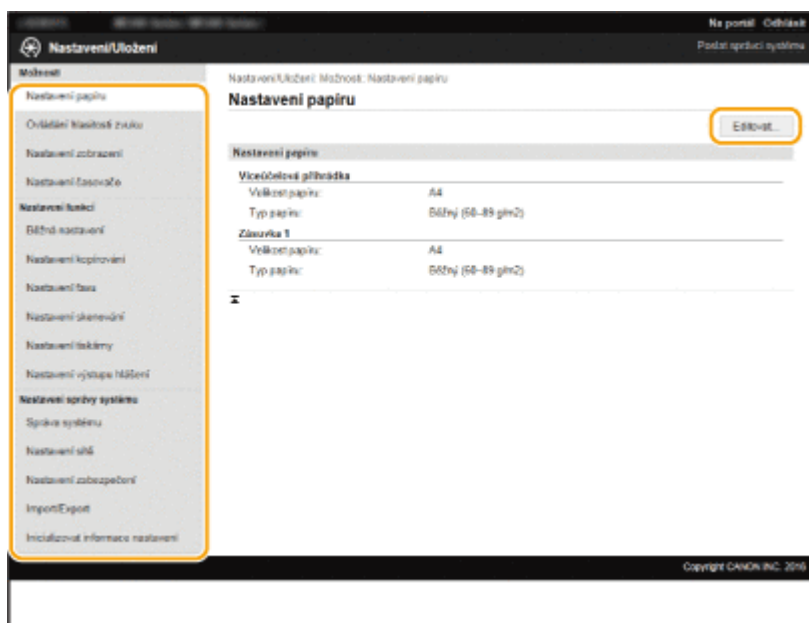 Na portál Odhlásit
Nastavení/Uložení
Poslat správci systému
Možnosti
Nastavení papíru
Ovládání hlasitosti zvuku
Nastavení zobrazení
Nastavení časovače
Nastavení funkcí
Běžná nastavení
Nastavení kopírování
Nastavení faxu
Nastavení skenování
Nastavení tiskárny
Nastavení výstupu hlášení
Nastavení správy systému
Správa systému
Nastavení sítě
Nastavení zabezpečení
Import/Export
Inicializovat informace nastavení
Nastavení/Uložení: Možnosti: Nastavení papíru
Nastavení papíru
Editovat...
Nastavení papíru
Víceúčelová přihrádka
Velikost papíru: A4
Typ papíru: Běžný (60–89 g/m2)
Zásuvka 1
Velikost papíru: A4
Typ papíru: Běžný (60–89 g/m2)
Copyright CANON INC. 2016